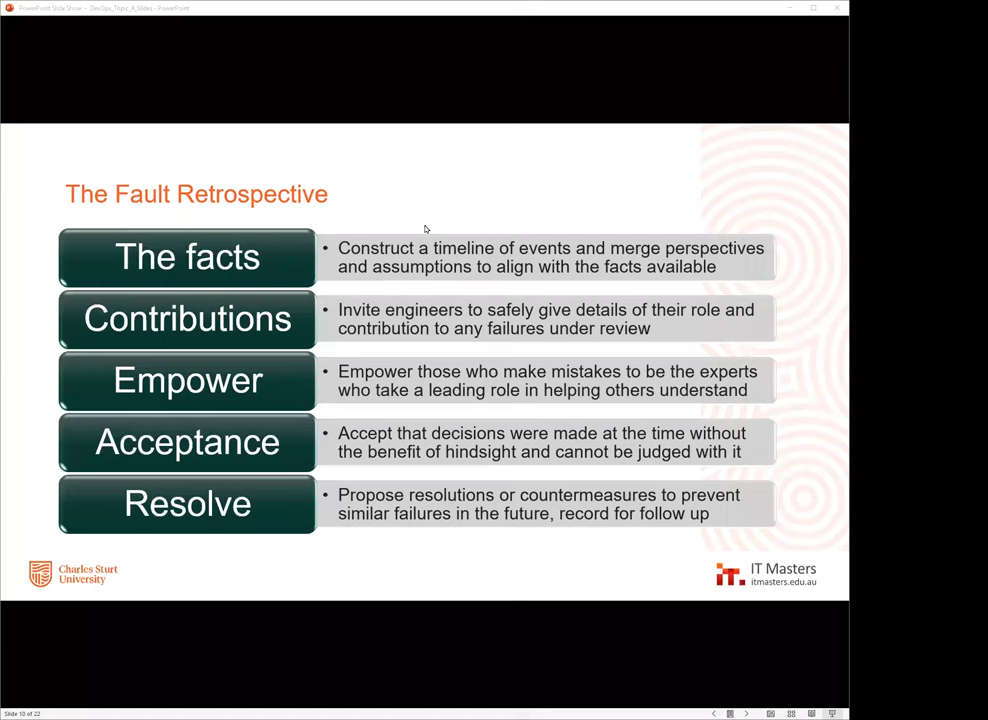 PowerPoint Slide Show - DevOps_Topic_4_Slides - PowerPoint
The Fault Retrospective
The facts
• Construct a timeline of events and merge perspectives
and assumptions to align with the facts available
Contributions
• Invite engineers to safely give details of their role and
contribution to any failures under review
Empower
• Empower those who make mistakes to be the experts
who take a leading role in helping others understand
Acceptance
• Accept that decisions were made at the time without
the benefit of hindsight and cannot be judged with it
Resolve
• Propose resolutions or countermeasures to prevent
similar failures in the future, record for follow up
Charles Sturt
University
IT Masters
itmasters.edu.au
Slide 10 of 22